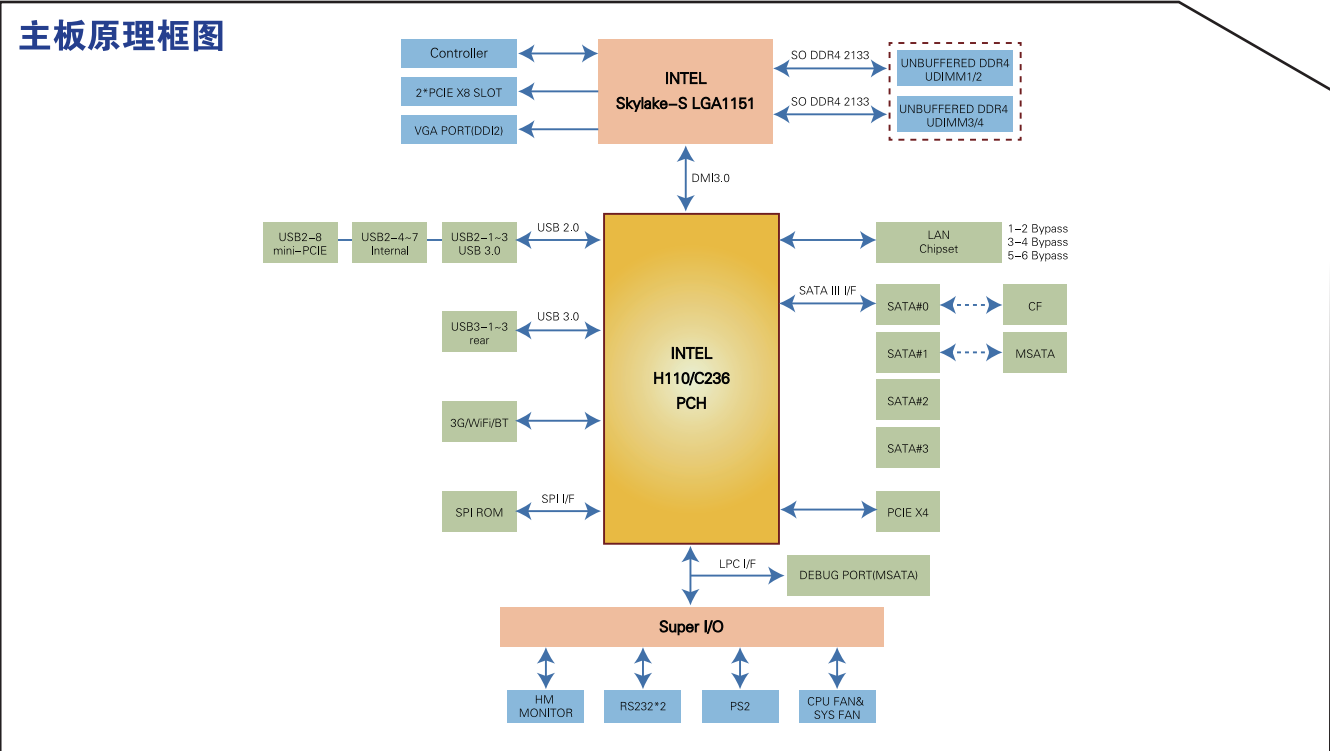 主板原理框图
Controller
2*PCIE X8 SLOT
VGA PORT(DDI2)
INTEL
Skylake-S LGA1151
SO DDR4 2133
SO DDR4 2133
UNBUFFERED DDR4
UDIMM1/2
UNBUFFERED DDR4
UDIMM3/4
DMI3.0
USB2-8
mini-PCIE
USB2-4~7
Internal
USB2-1~3
USB 3.0
USB 2.0
LAN
Chipset
1-2 Bypass
3-4 Bypass
5-6 Bypass
SATA III I/F
SATA#0
CF
USB3-1~3
rear
USB 3.0
SATA#1
MSATA
INTEL
H110/C236
PCH
SATA#2
3G/WiFi/BT
SATA#3
SPI ROM
SPI I/F
PCIE X4
LPC I/F
DEBUG PORT(MSATA)
Super I/O
HM
MONITOR
RS232*2
PS2
CPU FAN&
SYS FAN